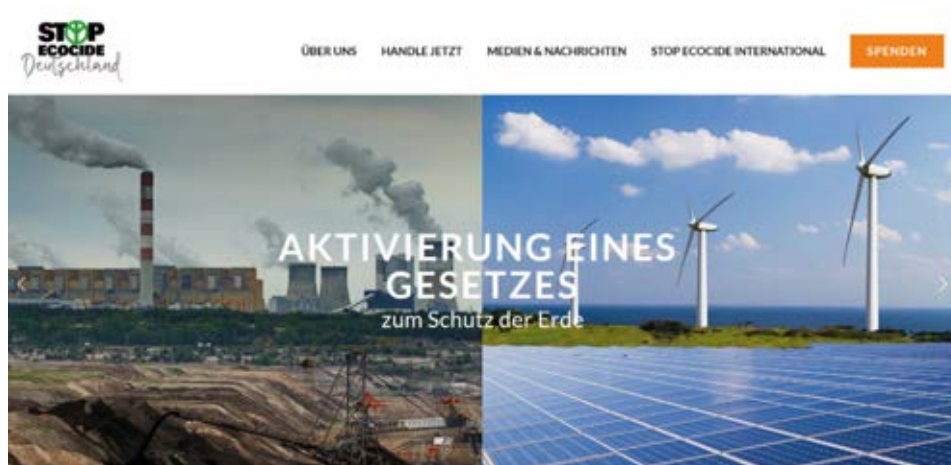 STOP
ECOCIDE
Deutschland
ÜBER UNS HANDLE JETZT MEDIEN & NACHRICHTEN STOP ECOCIDE INTERNATIONAL SPENDEN
AKTIVIERUNG EINES
GESETZES
zum Schutz der Erde